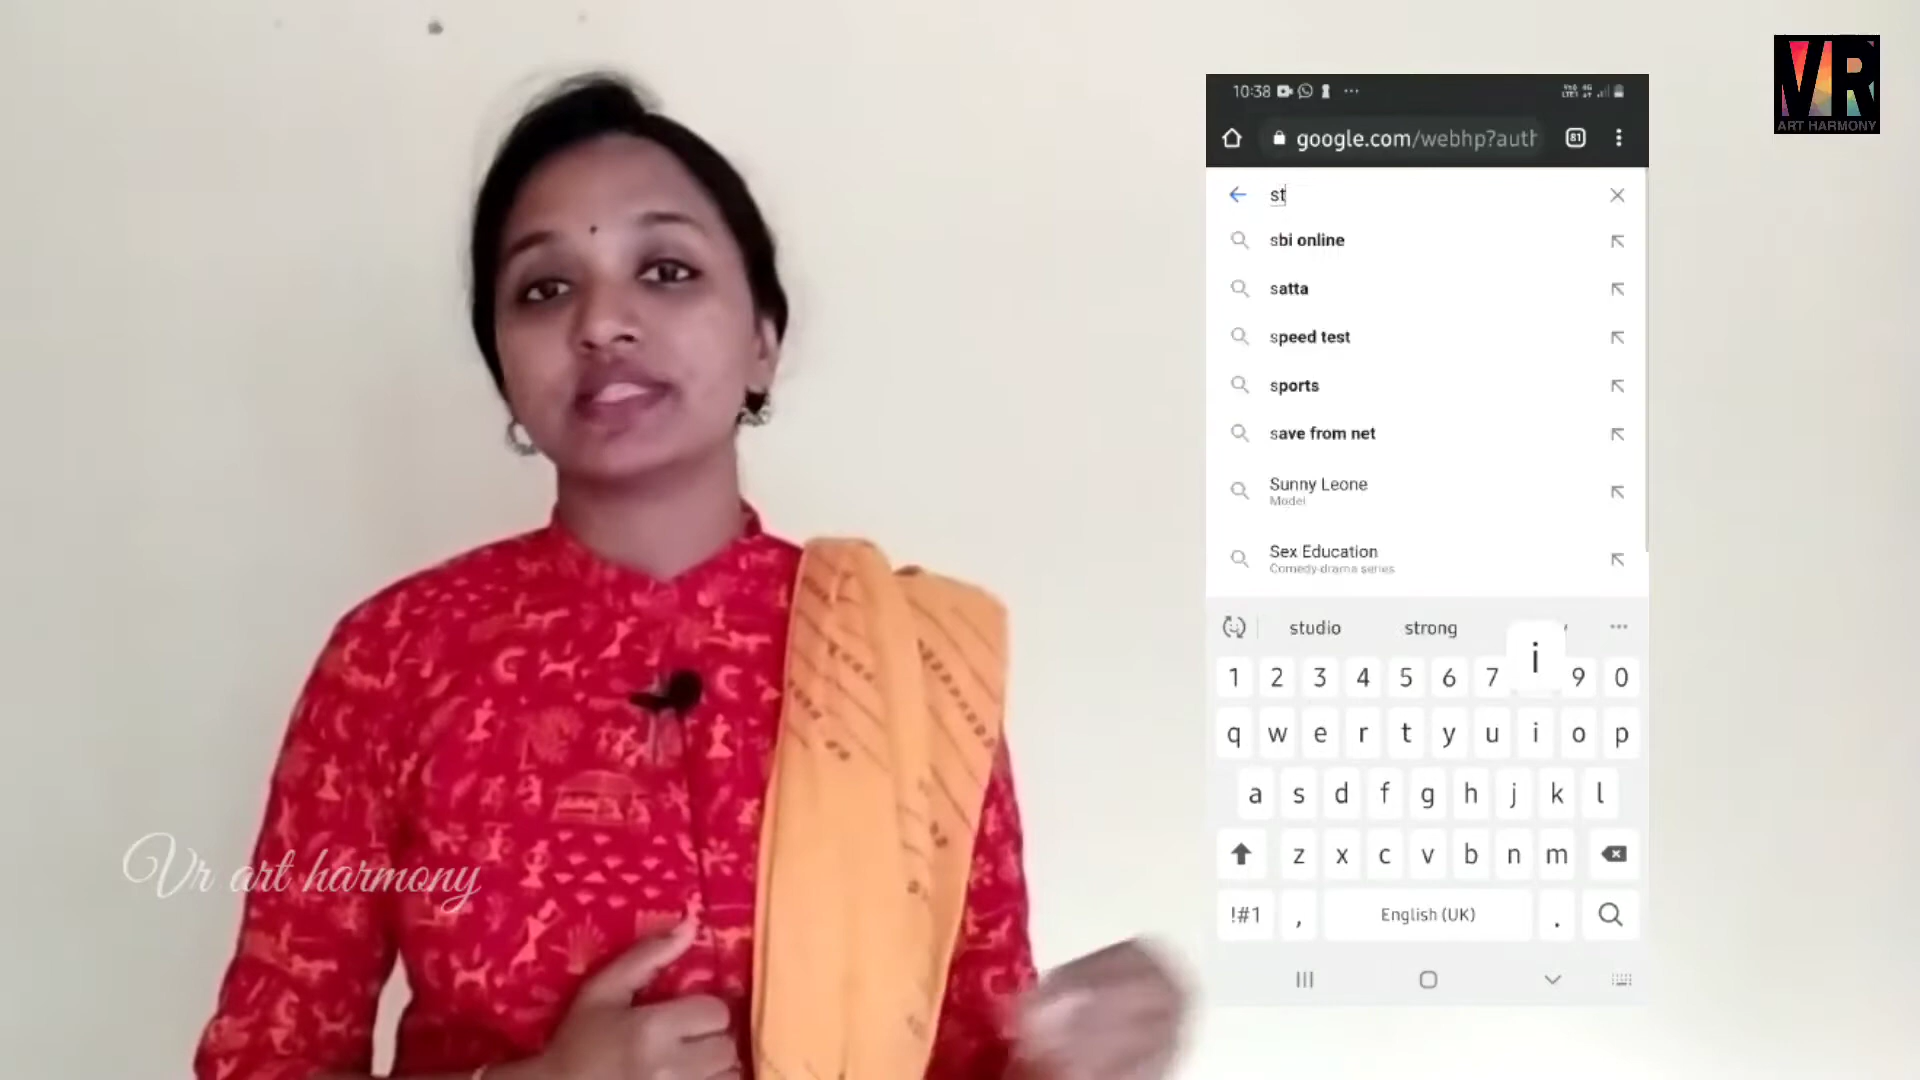 VR
ART HARMONY
10:38
google.com/webhp?auth
81
st
sbi online
satta
speed test
sports
save from net
Sunny Leone
Model
Sex Education
Comedy-drama series
studio strong
i
1 2 3 4 5 6 7 9 0
q w e r t y u i o p
a s d f g h j k l
z x c v b n m
!#1 , English (UK) .
Vr art harmony